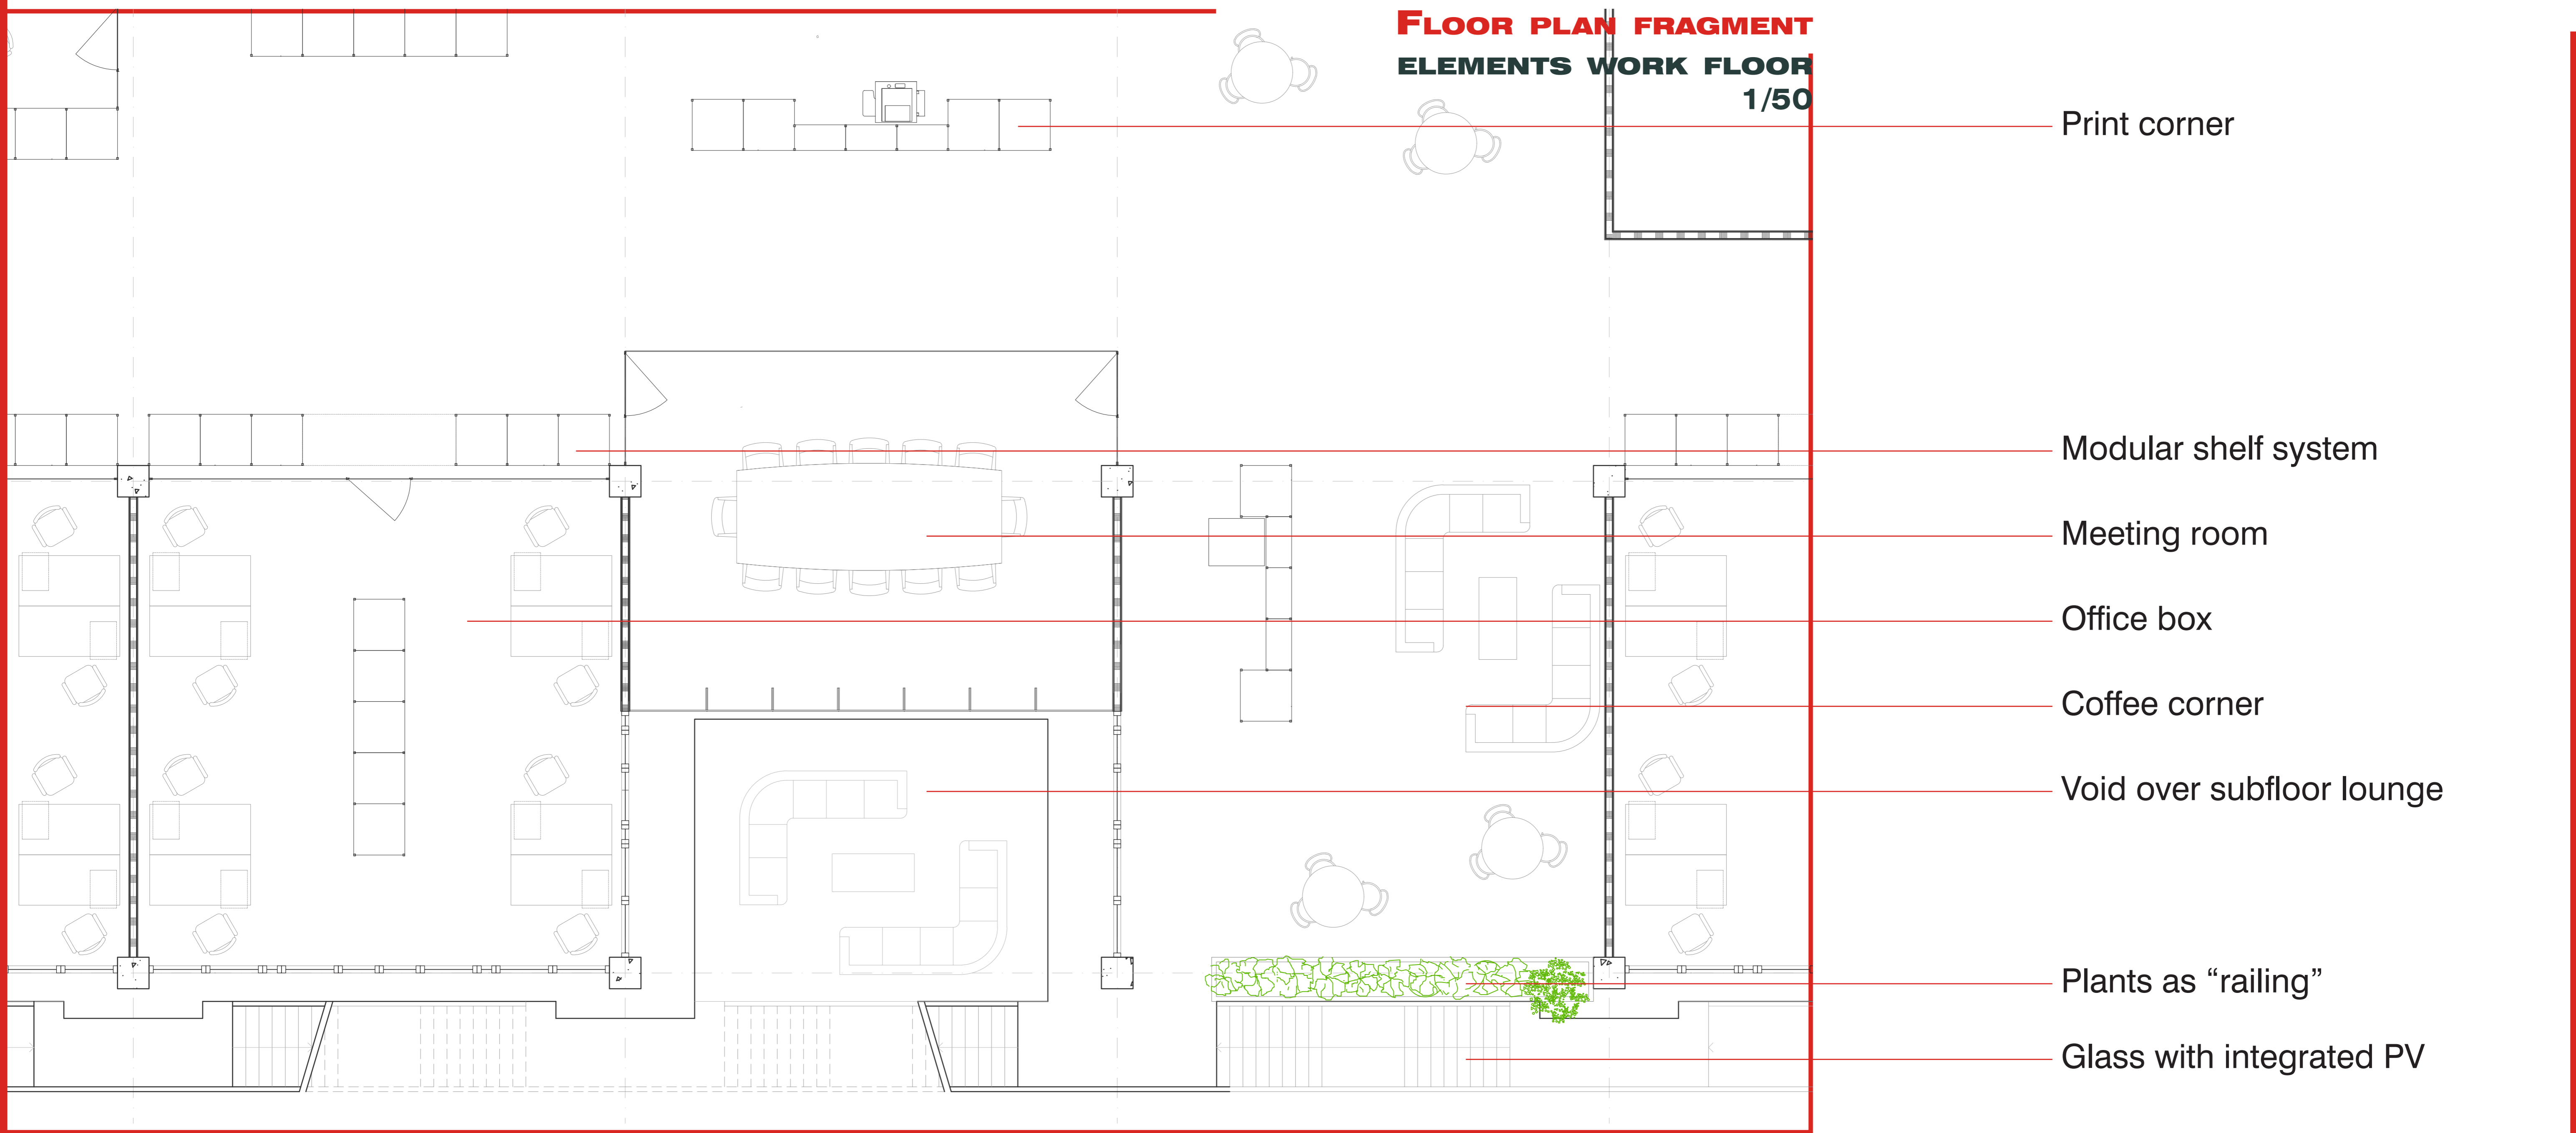 FLOOR PLAN FRAGMENT
ELEMENTS WORK FLOOR
1/50
Print corner
Modular shelf system
Meeting room
Office box
Coffee corner
Void over subfloor lounge
Plants as “railing”
Glass with integrated PV